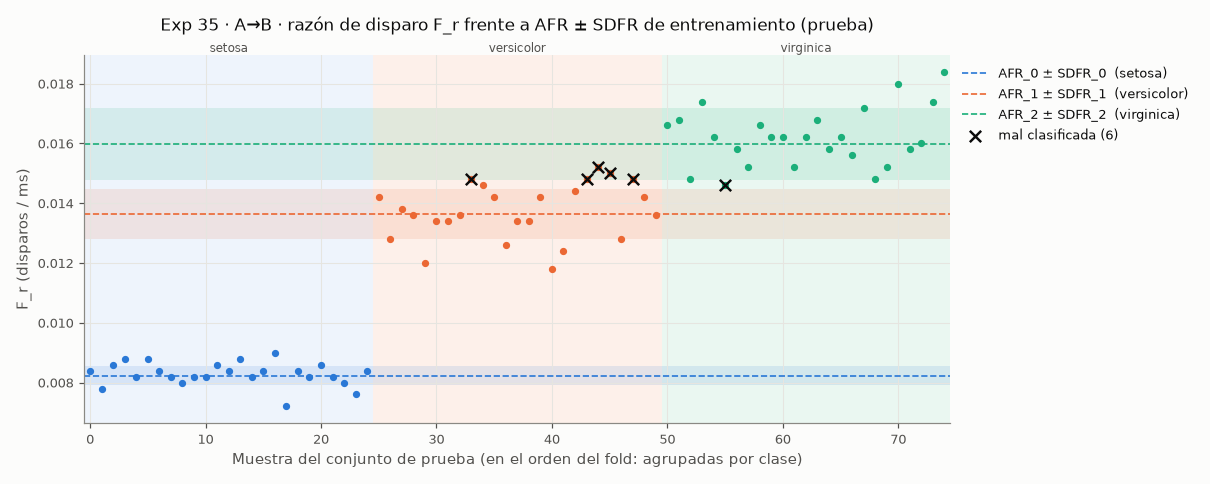 Exp 35 · A→B · razón de disparo F_r frente a AFR ± SDFR de entrenamiento (prueba)
setosa
versicolor
virginica
AFR_0 ± SDFR_0 (setosa)
AFR_1 ± SDFR_1 (versicolor)
AFR_2 ± SDFR_2 (virginica)
mal clasificada (6)
F_r (disparos / ms)
0.018
0.016
0.014
0.012
0.010
0.008
0
10
20
30
40
50
60
70
Muestra del conjunto de prueba (en el orden del fold: agrupadas por clase)